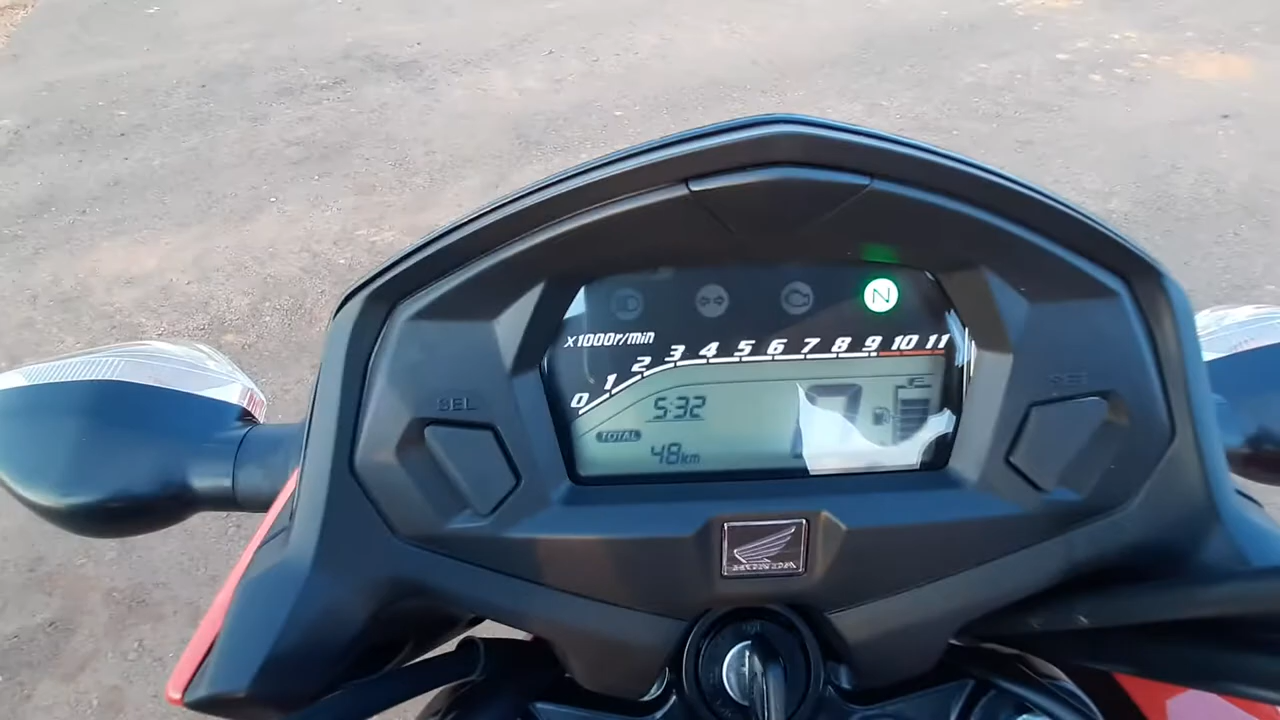 N
x1000r/min
0 1 2 3 4 5 6 7 8 9 10 11
SEL
SET
5:32
F
TOTAL
48km
HONDA